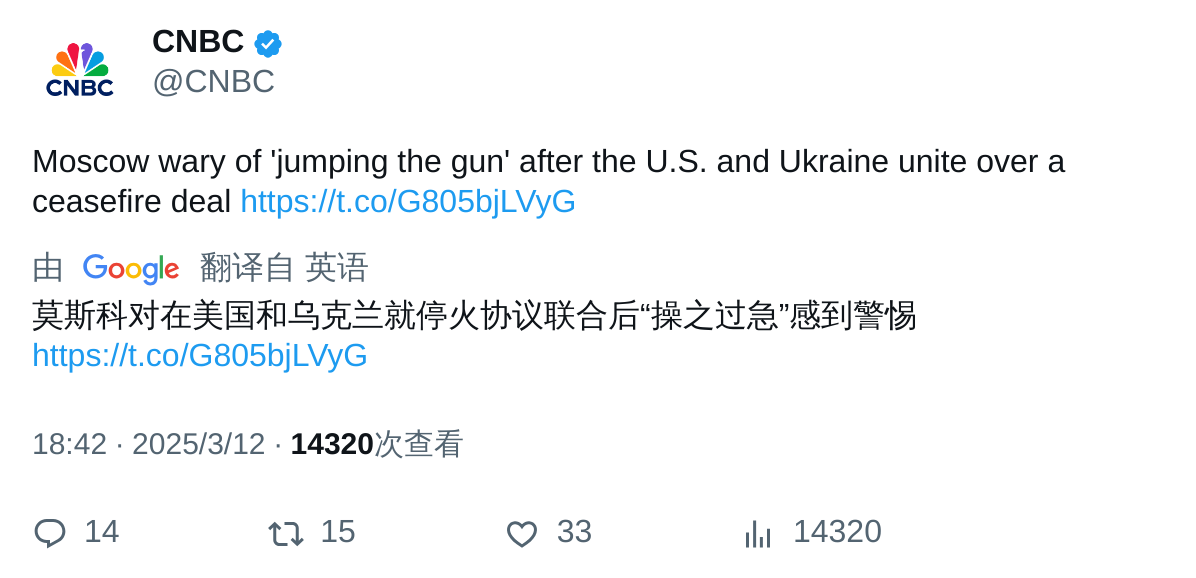 CNBC
CNBC
@CNBC
Moscow wary of 'jumping the gun' after the U.S. and Ukraine unite over a
ceasefire deal https://t.co/G805bjLVyG
由 Google 翻译自 英语
莫斯科对在美国和乌克兰就停火协议联合后“操之过急”感到警惕
https://t.co/G805bjLVyG
18:42 · 2025/3/12 · 14320次查看
14 15 33 14320